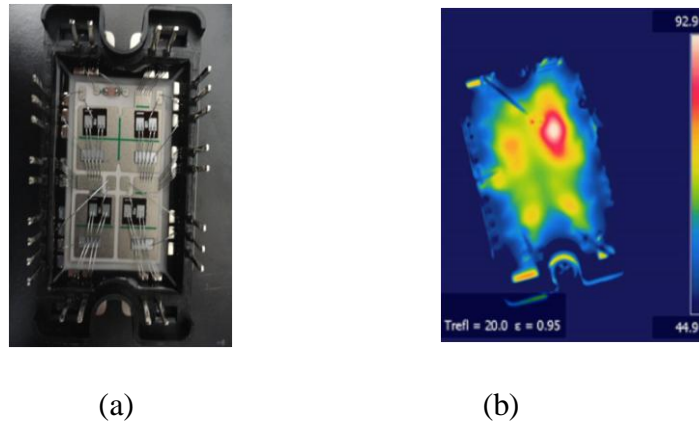 92.9
Trefl = 20.0 ε = 0.95
44.9
(a)
(b)